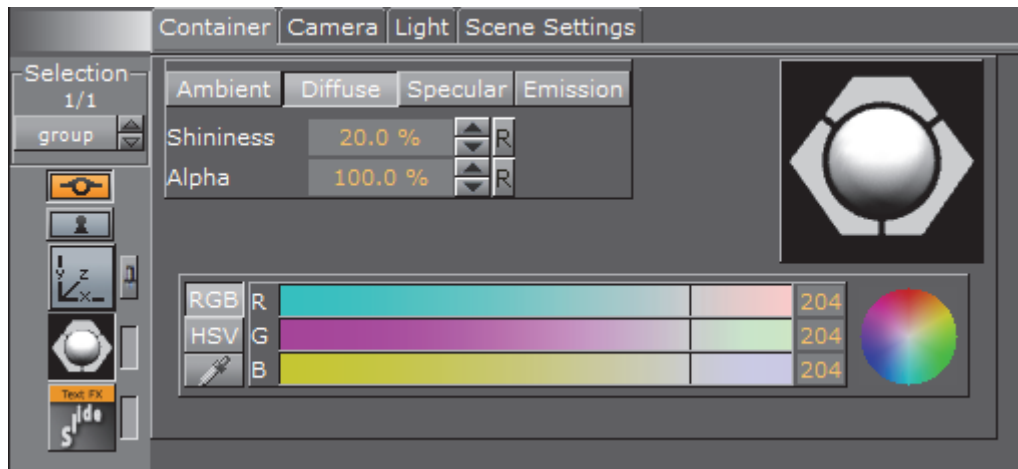 Container Camera Light Scene Settings
Selection
1/1
group
Ambient Diffuse Specular Emission
Shininess 20.0 % R
Alpha 100.0 % R
y z
x
RGB R 204
HSV G 204
B 204
Text FX
Slide